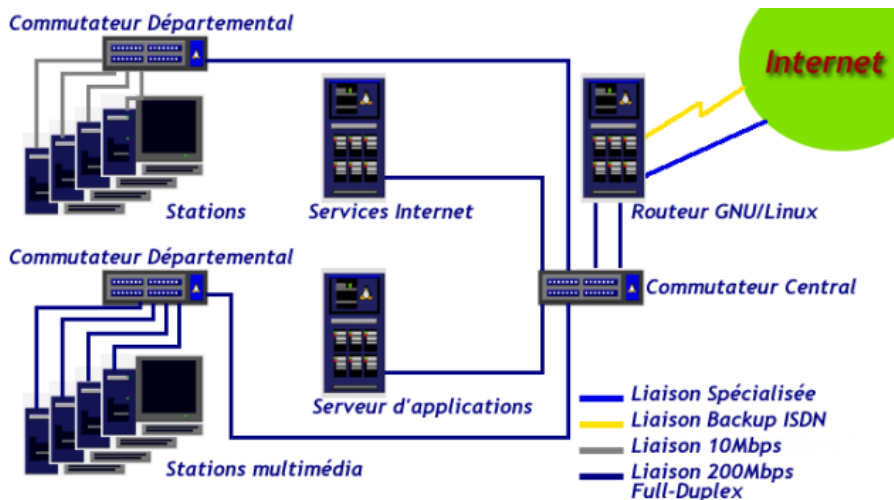 Commutateur Départemental
Internet
Stations
Services Internet
Routeur GNU/Linux
Commutateur Départemental
Commutateur Central
Serveur d'applications
Stations multimédia
Liaison Spécialisée
Liaison Backup ISDN
Liaison 10Mbps
Liaison 200Mbps
Full-Duplex